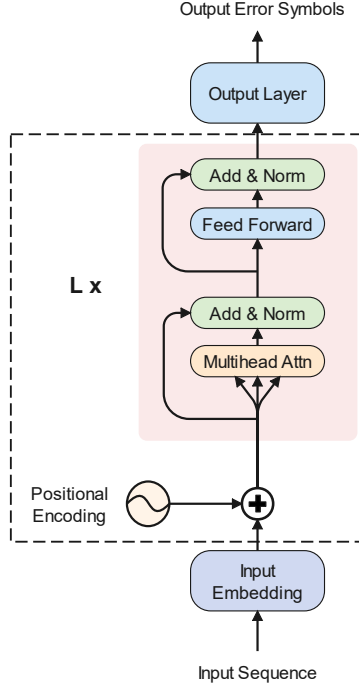 Output Error Symbols
Output Layer
Add & Norm
Feed Forward
L x
Add & Norm
Multihead Attn
Positional
Encoding
Input
Embedding
Input Sequence